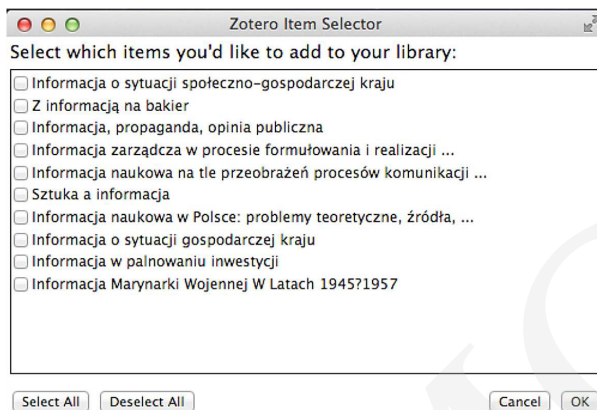 Zotero Item Selector
Select which items you'd like to add to your library:
Informacja o sytuacji społeczno-gospodarczej kraju
Z informacją na bakier
Informacja, propaganda, opinia publiczna
Informacja zarządcza w procesie formułowania i realizacji ...
Informacja naukowa na tle przeobrażeń procesów komunikacji ...
Sztuka a informacja
Informacja naukowa w Polsce: problemy teoretyczne, źródła, ...
Informacja o sytuacji gospodarczej kraju
Informacja w palnowaniu inwestycji
Informacja Marynarki Wojennej W Latach 1945?1957
Select All Deselect All Cancel OK